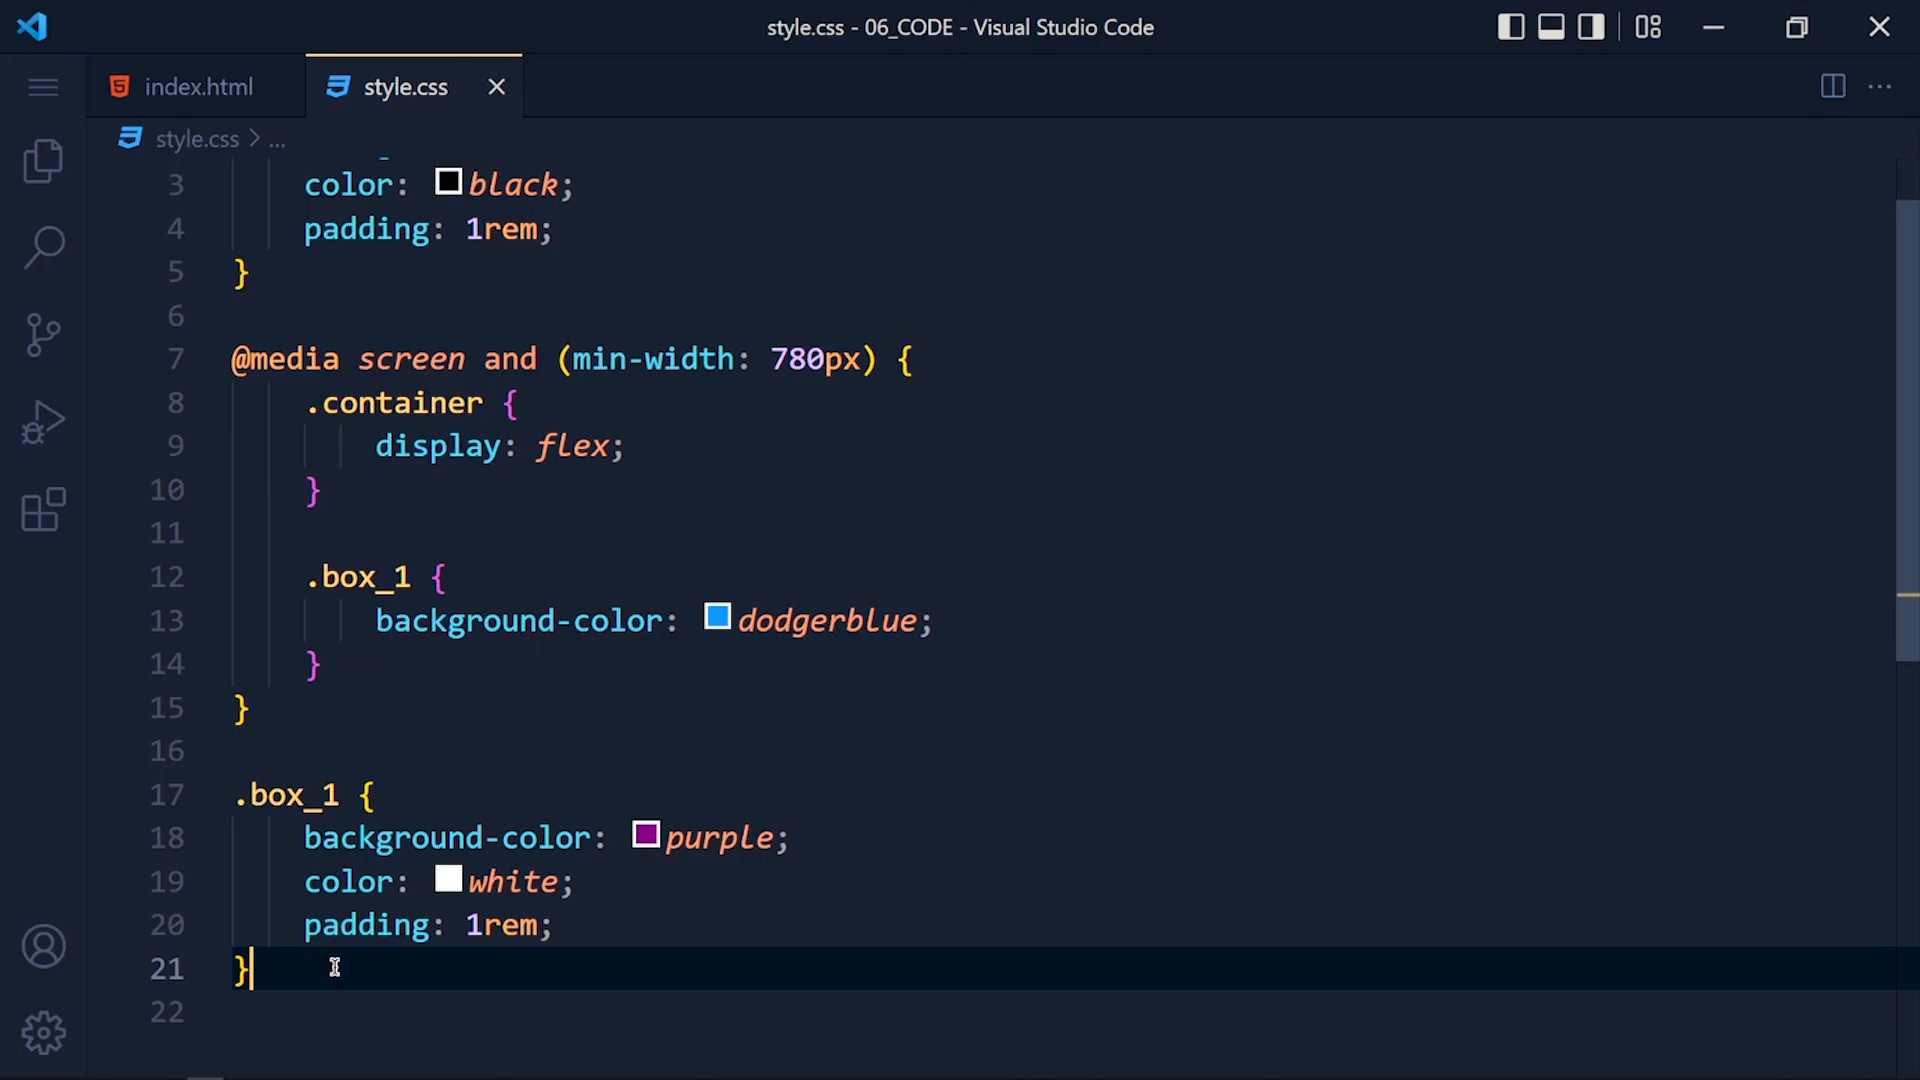 style.css - 06_CODE - Visual Studio Code
index.html
style.css
style.css > ...
3 color: black;
4 padding: 1rem;
5 }
6
7 @media screen and (min-width: 780px) {
8 .container {
9 display: flex;
10 }
11
12 .box_1 {
13 background-color: dodgerblue;
14 }
15 }
16
17 .box_1 {
18 background-color: purple;
19 color: white;
20 padding: 1rem;
21 }
22